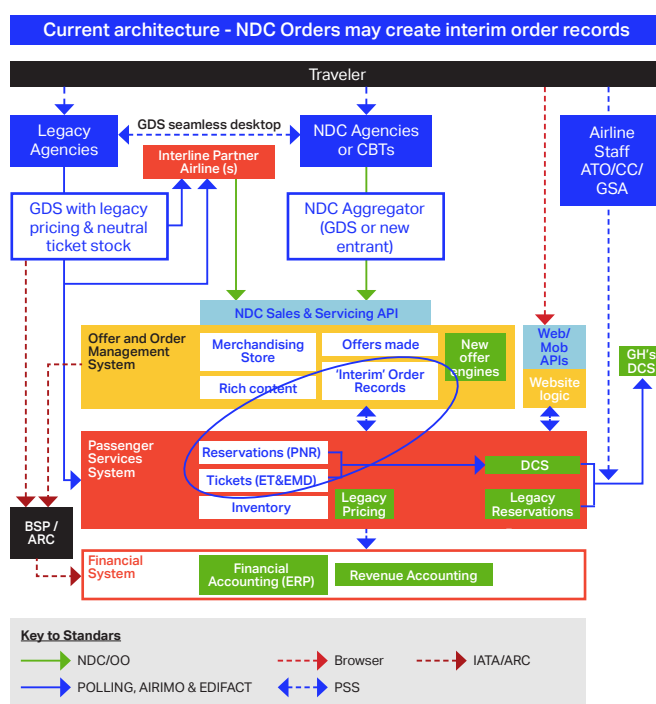 Current architecture - NDC Orders may create interim order records
Traveler
Legacy
Agencies
GDS seamless desktop
NDC Agencies
or CBTs
Airline
Staff
ATO/CC/
GSA
Interline Partner
Airline (s)
GDS with legacy
pricing & neutral
ticket stock
NDC Aggregator
(GDS or new
entrant)
NDC Sales & Servicing API
Offer and Order
Management
System
Merchandising
Store
Offers made
New
offer
engines
Rich content
‘Interim’ Order
Records
Web/
Mob
APIs
Website
logic
GH's
DCS
Passenger
Services
System
Reservations (PNR)
Tickets (ET&EMD)
Inventory
Legacy
Pricing
DCS
Legacy
Reservations
BSP /
ARC
Financial
System
Financial
Accounting (ERP)
Revenue Accounting
Key to Standars
NDC/OO
Browser
IATA/ARC
POLLING, AIRIMO & EDIFACT
PSS